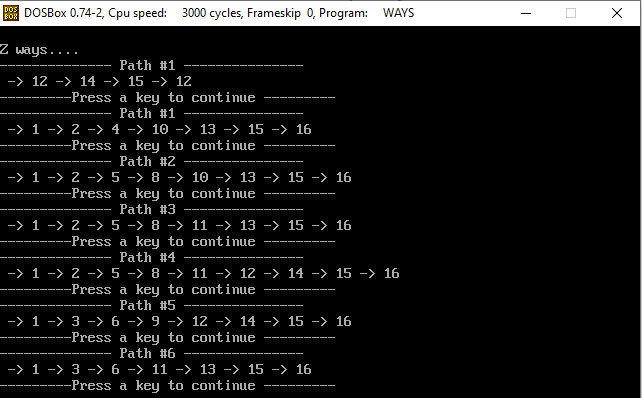 DOSBox 0.74-2, Cpu speed:    3000 cycles, Frameskip  0, Program:    WAYS
Z ways....
-------------- Path #1 ---------------
 -> 12 -> 14 -> 15 -> 12
---------Press a key to continue ---------
-------------- Path #1 ---------------
 -> 1 -> 2 -> 4 -> 10 -> 13 -> 15 -> 16
---------Press a key to continue ---------
-------------- Path #2 ---------------
 -> 1 -> 2 -> 5 -> 8 -> 10 -> 13 -> 15 -> 16
---------Press a key to continue ---------
-------------- Path #3 ---------------
 -> 1 -> 2 -> 5 -> 8 -> 11 -> 13 -> 15 -> 16
---------Press a key to continue ---------
-------------- Path #4 ---------------
 -> 1 -> 2 -> 5 -> 8 -> 11 -> 12 -> 14 -> 15 -> 16
---------Press a key to continue ---------
-------------- Path #5 ---------------
 -> 1 -> 3 -> 6 -> 9 -> 12 -> 14 -> 15 -> 16
---------Press a key to continue ---------
-------------- Path #6 ---------------
 -> 1 -> 3 -> 6 -> 11 -> 13 -> 15 -> 16
---------Press a key to continue ---------